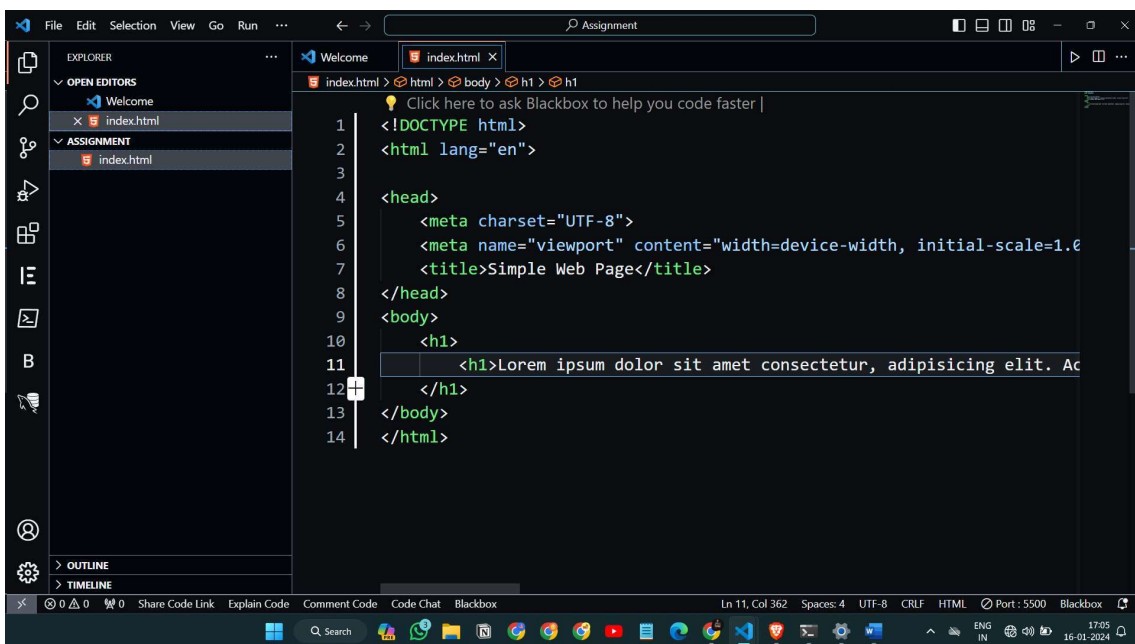 File Edit Selection View Go Run ··· Assignment
EXPLORER ···
OPEN EDITORS
Welcome
index.html
ASSIGNMENT
index.html
OUTLINE
TIMELINE
Welcome index.html
index.html > html > body > h1 > h1
Click here to ask Blackbox to help you code faster |
1 <!DOCTYPE html>
2 <html lang="en">
3
4 <head>
5 <meta charset="UTF-8">
6 <meta name="viewport" content="width=device-width, initial-scale=1.0
7 <title>Simple Web Page</title>
8 </head>
9 <body>
10 <h1>
11 <h1>Lorem ipsum dolor sit amet consectetur, adipisicing elit. Ac
12 </h1>
13 </body>
14 </html>
0 0 0 Share Code Link Explain Code Comment Code Code Chat Blackbox Ln 11, Col 362 Spaces: 4 UTF-8 CRLF HTML Port : 5500 Blackbox
Search 3 ENG 17:05
IN 16-01-2024